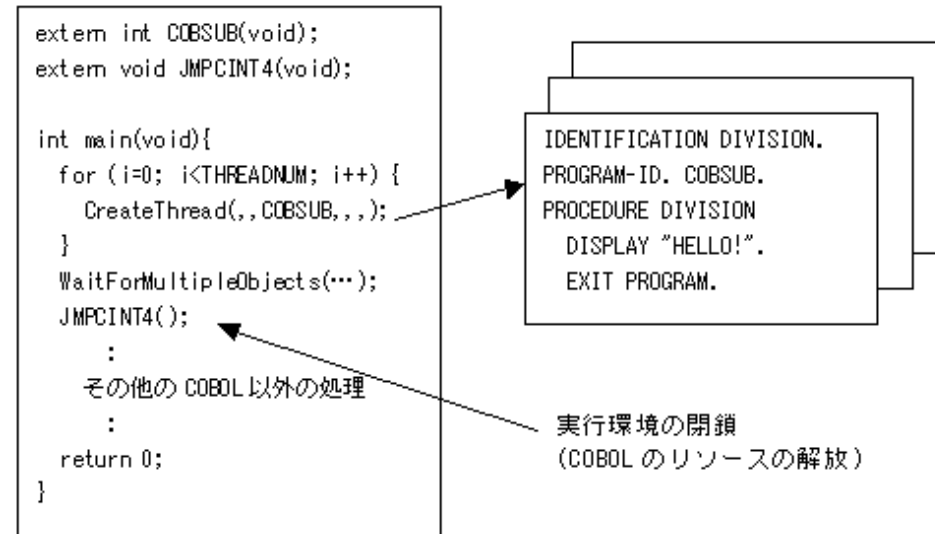 extern int COBSUB(void);
extern void JMPCINT4(void);
int main(void){
for (i=0; i<THREADNUM; i++) {
CreateThread(,,COBSUB,,,);
}
WaitForMultipleObjects(…);
JMPCINT4();
:
その他の COBOL 以外の処理
:
return 0;
}
IDENTIFICATION DIVISION.
PROGRAM-ID. COBSUB.
PROCEDURE DIVISION
DISPLAY "HELLO!".
EXIT PROGRAM.
実行環境の閉鎖
(COBOL のリソースの解放)